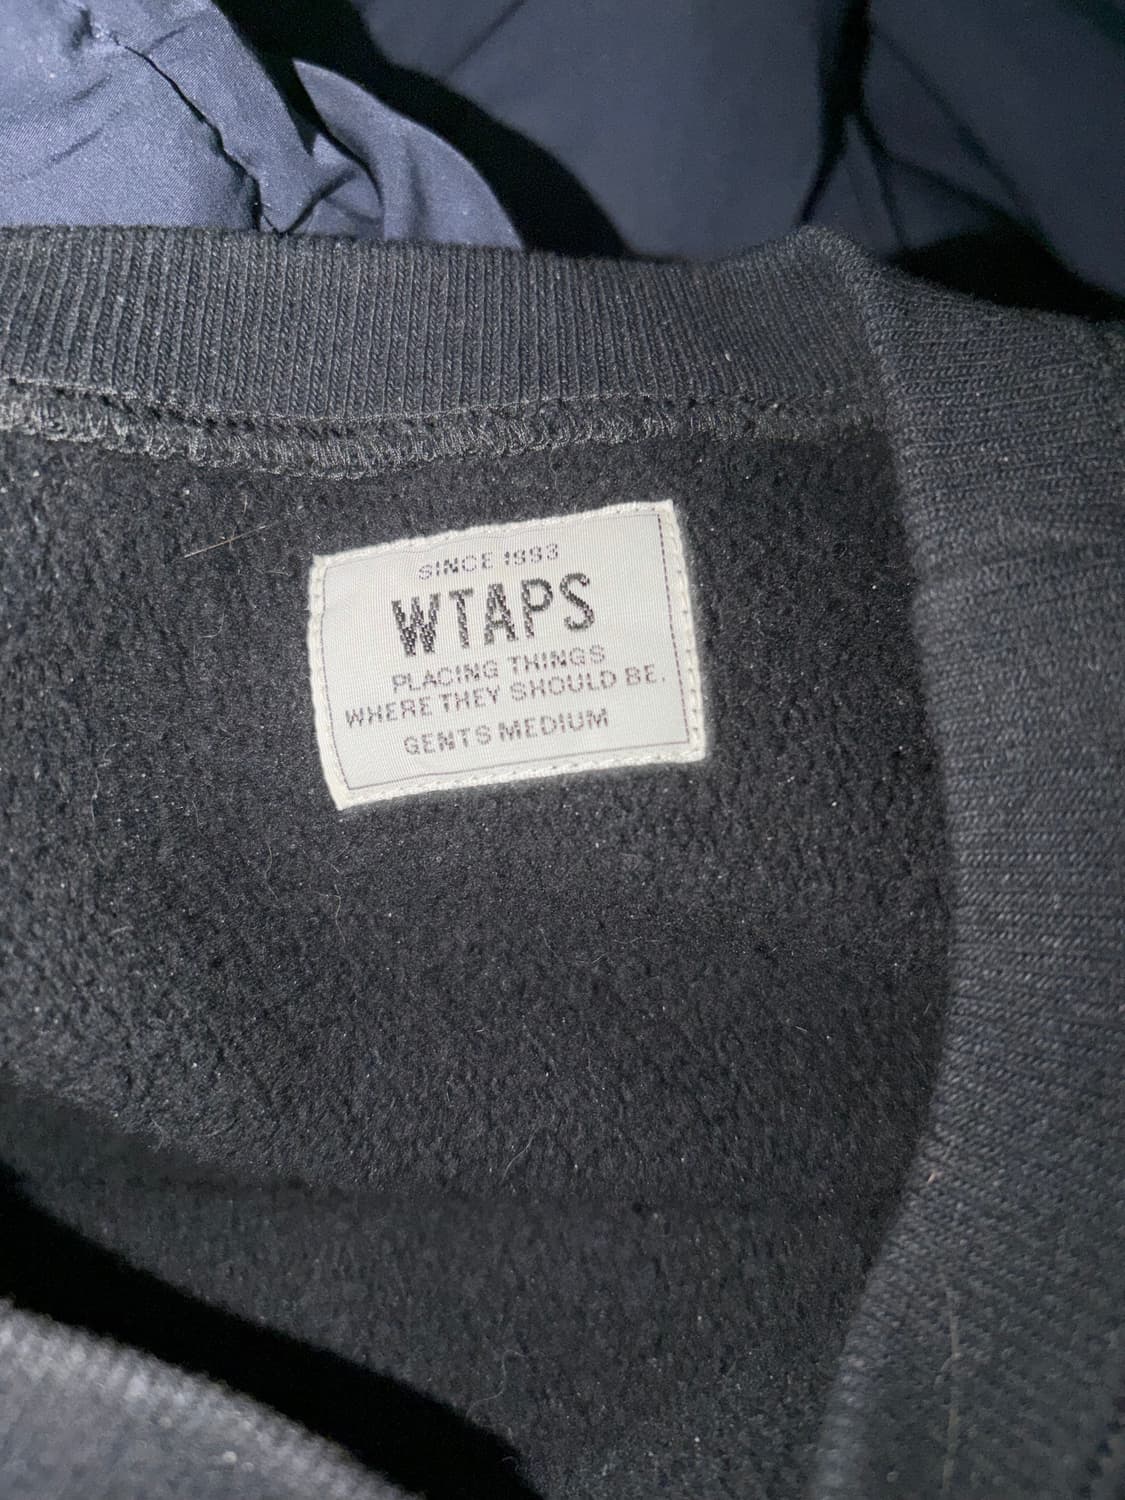 SINCE 1993
WTAPS
PLACING THINGS
WHERE THEY SHOULD BE.
GENTS MEDIUM